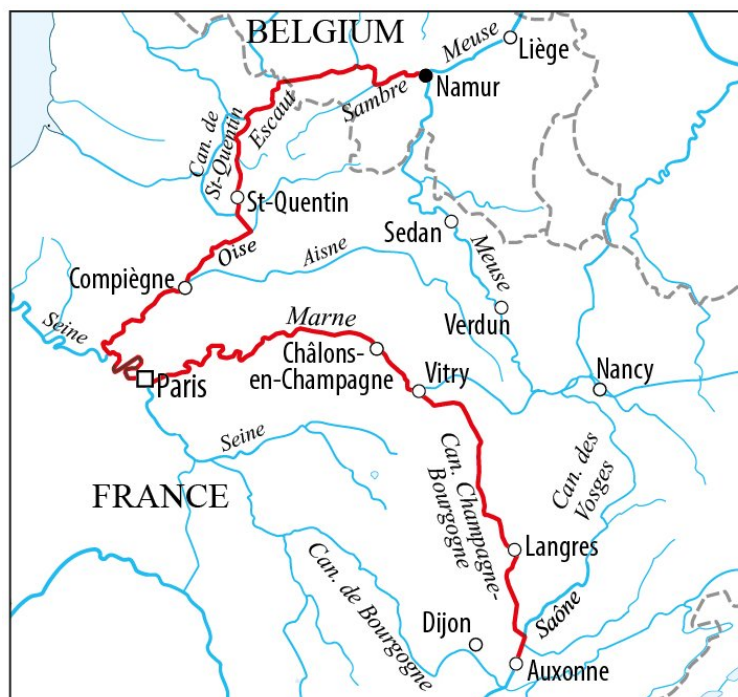 BELGIUM
Meuse
Liège
Namur
Sambre
Escaut
Can. de
St-Quentin
St-Quentin
Sedan
Oise
Aisne
Meuse
Compiègne
Verdun
Seine
Marne
Châlons-
en-Champagne
Vitry
Nancy
Paris
Seine
Can. des
Vosges
FRANCE
Can. Champagne-
Bourgogne
Langres
Can. de Bourgogne
Saône
Dijon
Auxonne